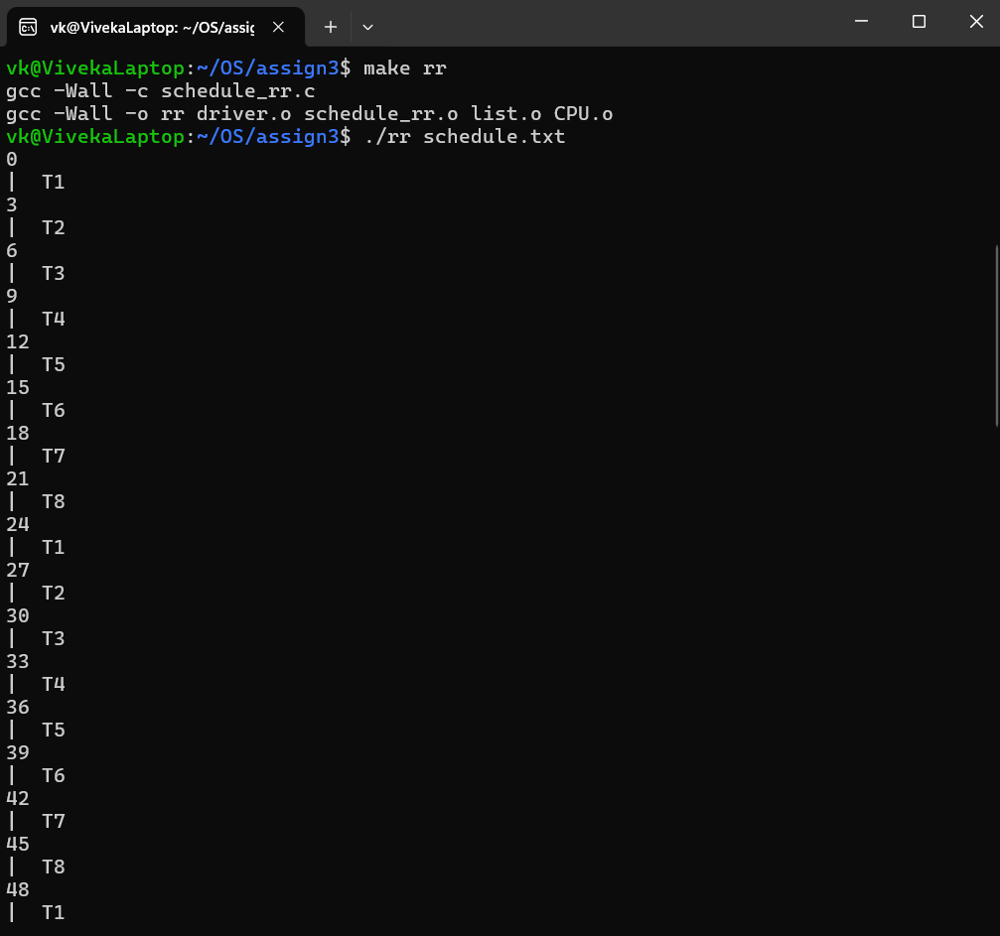 vk@VivekaLaptop: ~/OS/assig
vk@VivekaLaptop:~/OS/assign3$ make rr
gcc -Wall -c schedule_rr.c
gcc -Wall -o rr driver.o schedule_rr.o list.o CPU.o
vk@VivekaLaptop:~/OS/assign3$ ./rr schedule.txt
0
|  T1
3
|  T2
6
|  T3
9
|  T4
12
|  T5
15
|  T6
18
|  T7
21
|  T8
24
|  T1
27
|  T2
30
|  T3
33
|  T4
36
|  T5
39
|  T6
42
|  T7
45
|  T8
48
|  T1